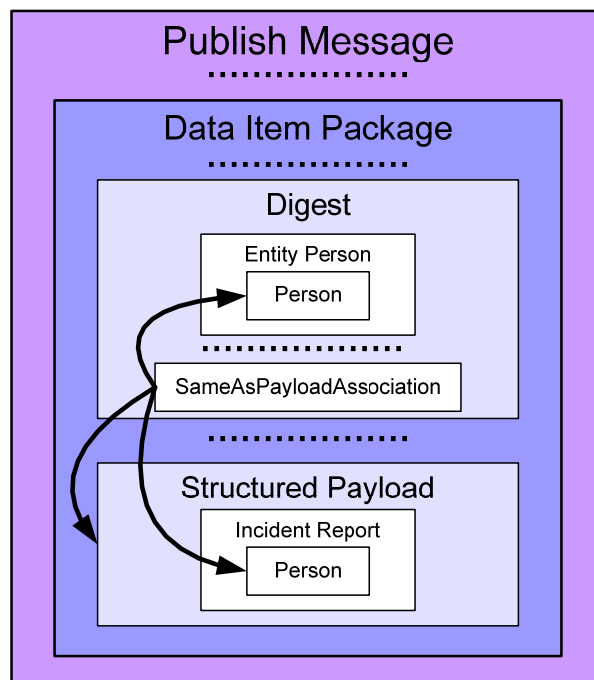 Publish Message
Data Item Package
Digest
Entity Person
Person
SameAsPayloadAssociation
Structured Payload
Incident Report
Person